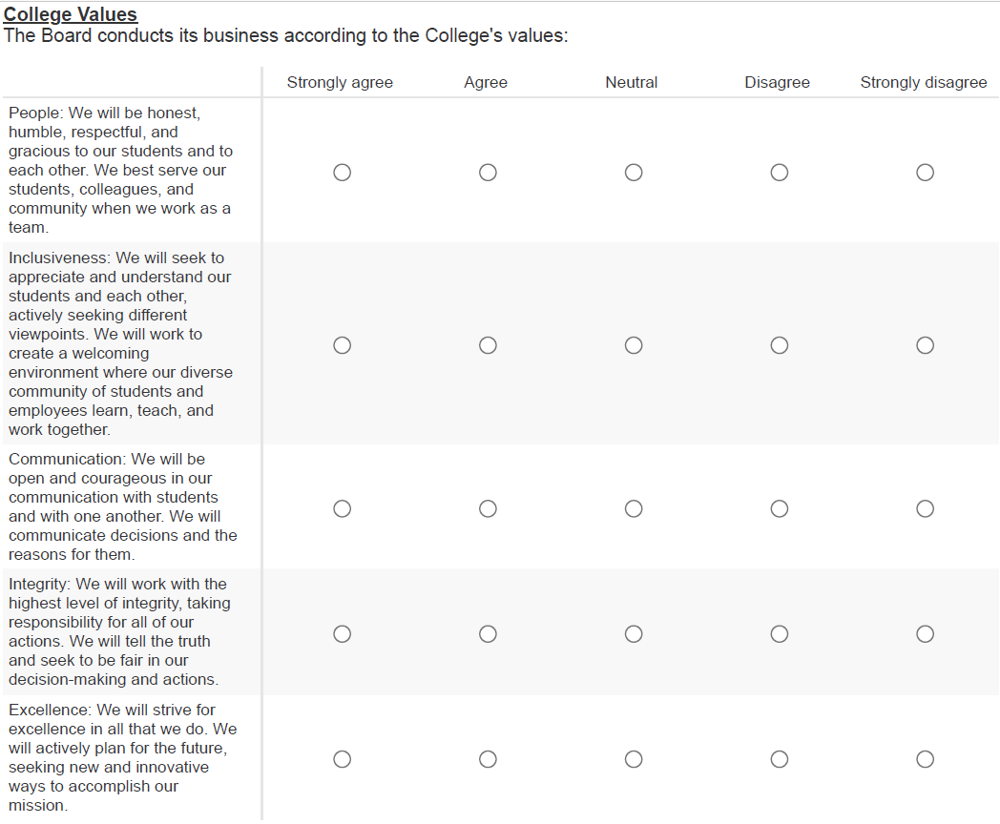 College Values
The Board conducts its business according to the College's values:
Strongly agree Agree Neutral Disagree Strongly disagree
People: We will be honest,
humble, respectful, and
gracious to our students and to
each other. We best serve our
students, colleagues, and
community when we work as a
team.
Inclusiveness: We will seek to
appreciate and understand our
students and each other,
actively seeking different
viewpoints. We will work to
create a welcoming
environment where our diverse
community of students and
employees learn, teach, and
work together.
Communication: We will be
open and courageous in our
communication with students
and with one another. We will
communicate decisions and the
reasons for them.
Integrity: We will work with the
highest level of integrity, taking
responsibility for all of our
actions. We will tell the truth
and seek to be fair in our
decision-making and actions.
Excellence: We will strive for
excellence in all that we do. We
will actively plan for the future,
seeking new and innovative
ways to accomplish our
mission.